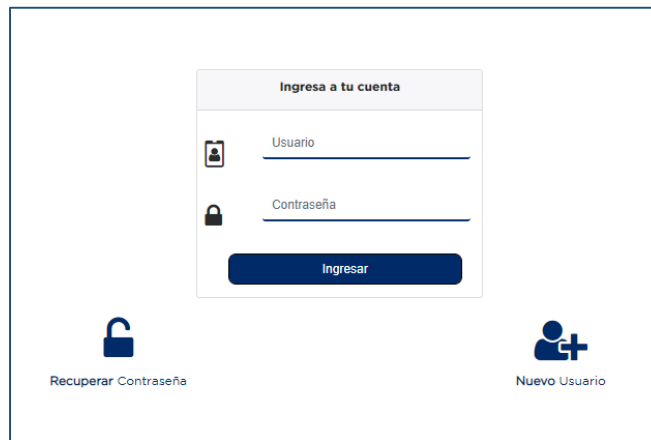 Ingresa a tu cuenta
Usuario
Contraseña
Ingresar
Recuperar Contraseña
Nuevo Usuario